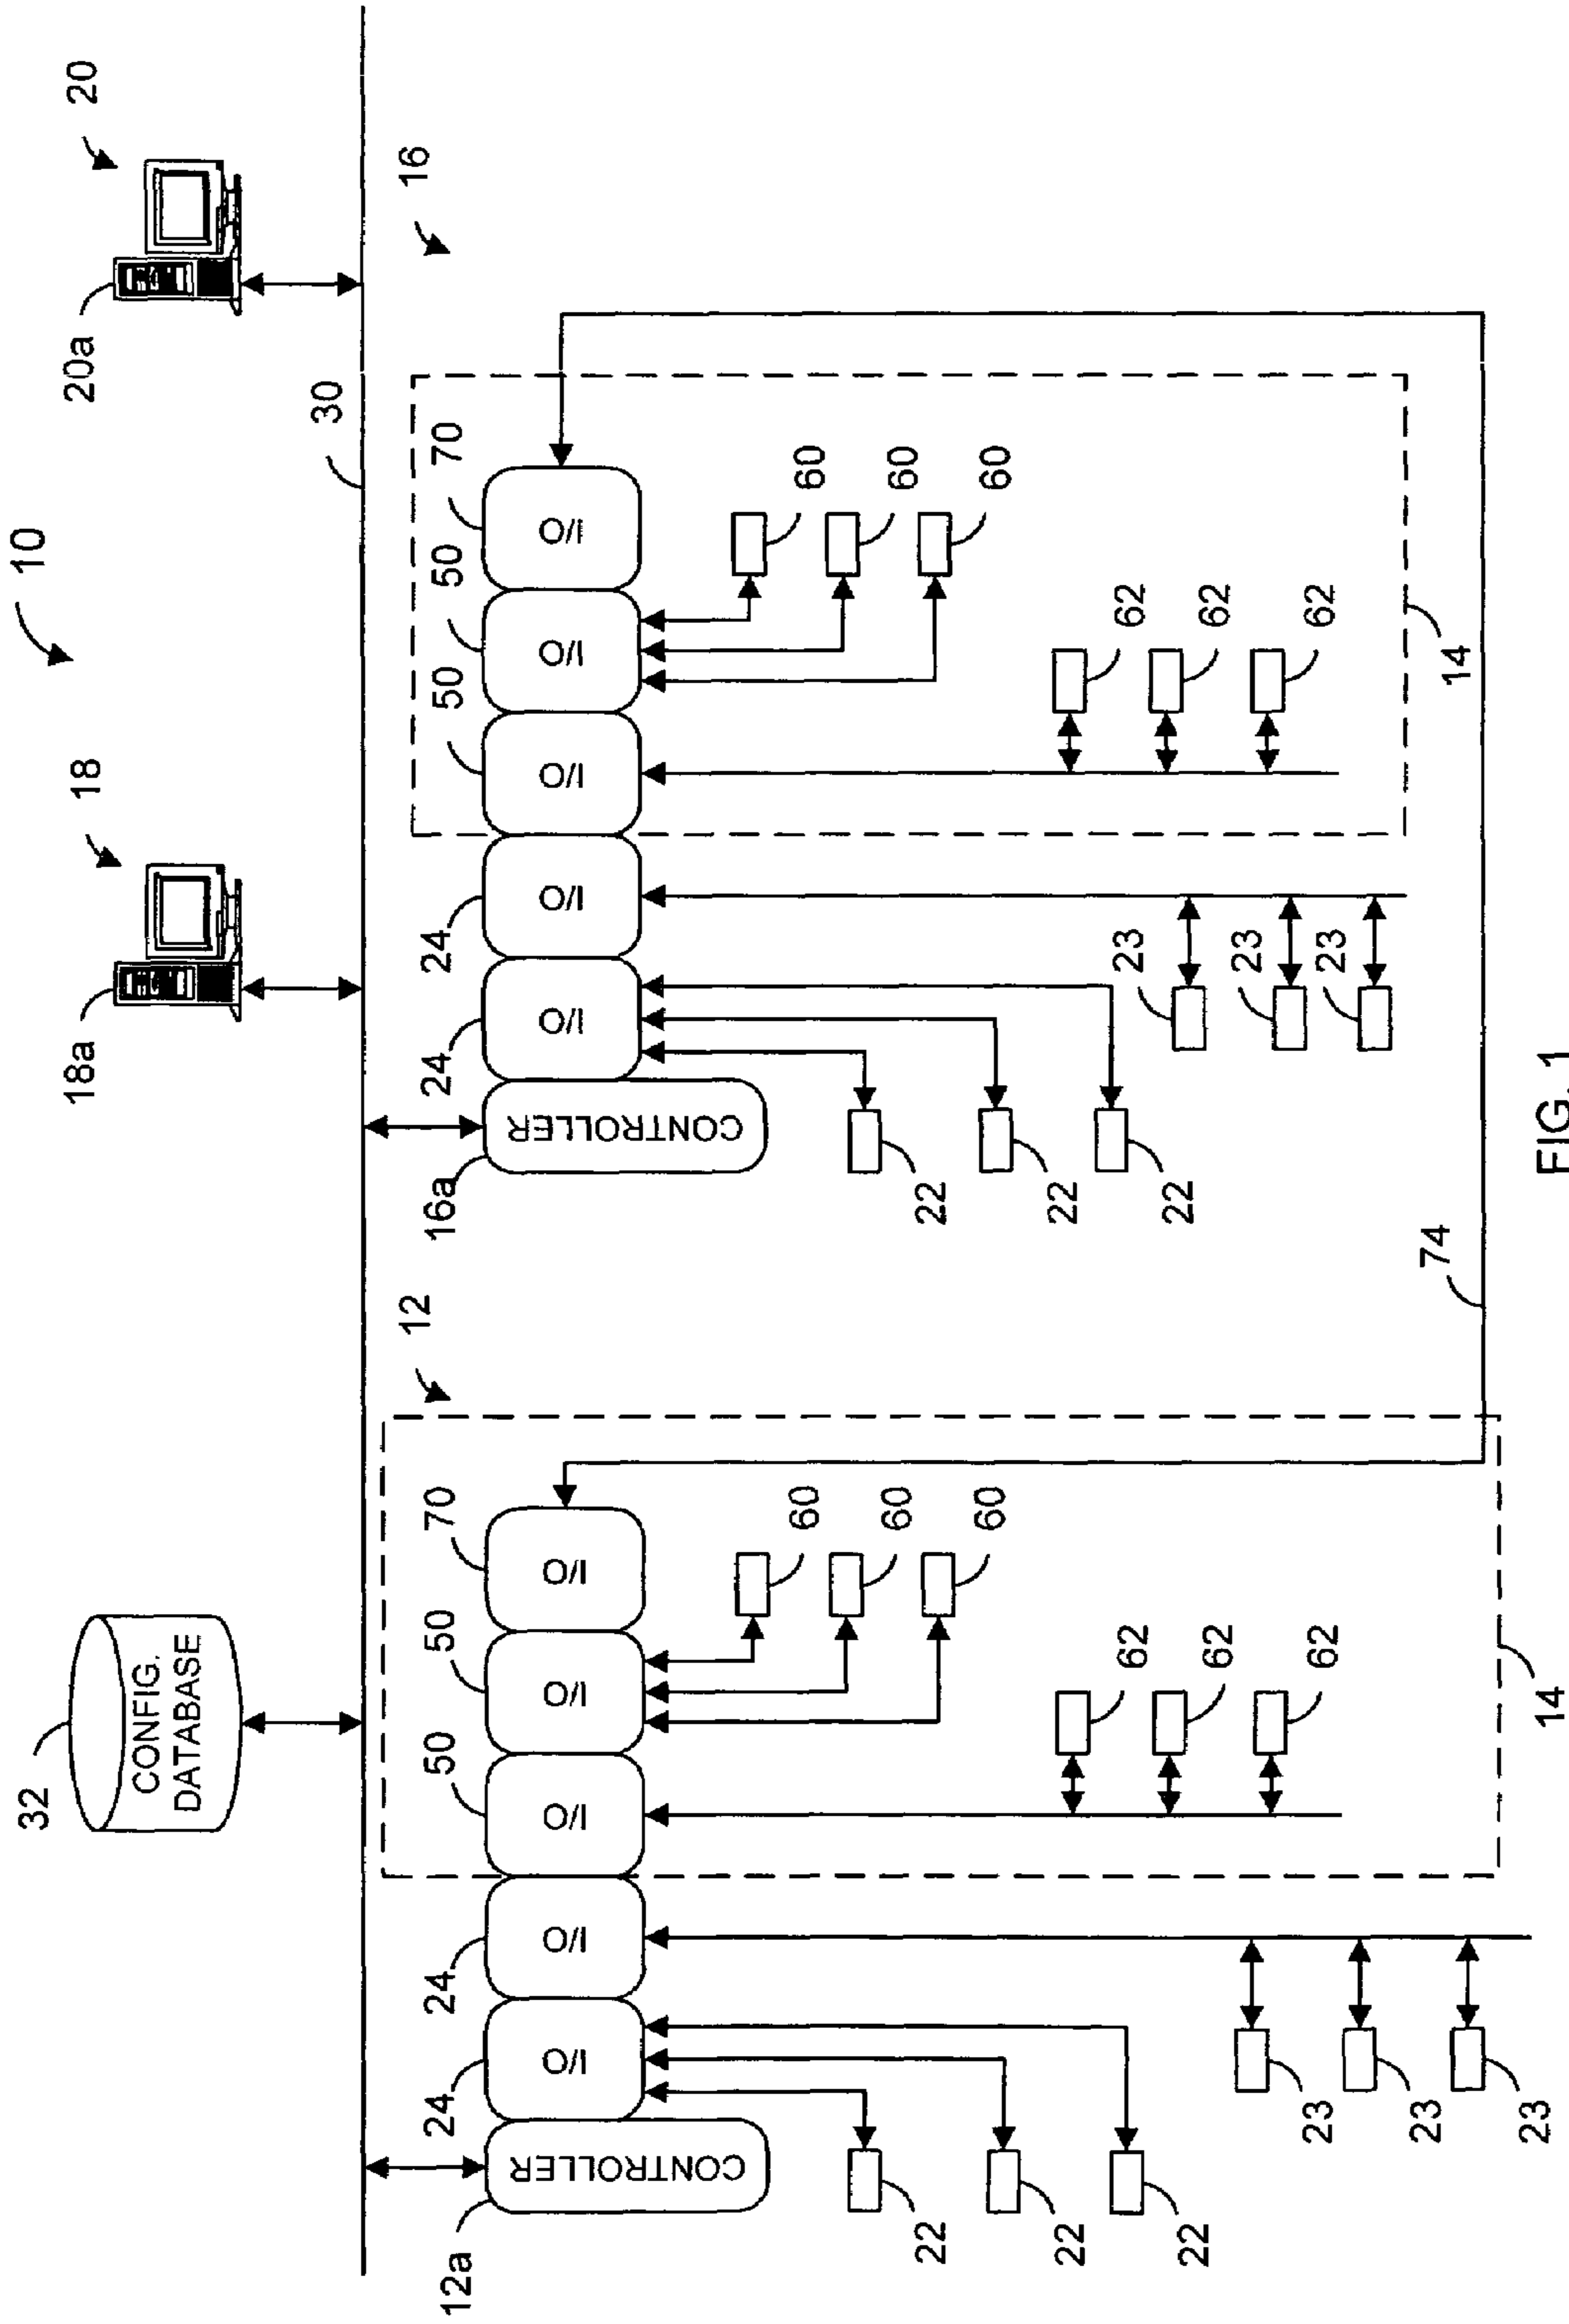 10
32
CONFIG.
DATABASE
18a
18
20a
20
30
12
16
12a
24
24
50
50
70
16a
24
24
50
50
70
CONTROLLER
I/O
I/O
I/O
I/O
I/O
CONTROLLER
I/O
I/O
I/O
I/O
I/O
60
60
60
60
60
60
22
22
22
22
22
22
62
62
62
62
62
62
23
23
23
23
23
23
74
14
14
FIG. 1